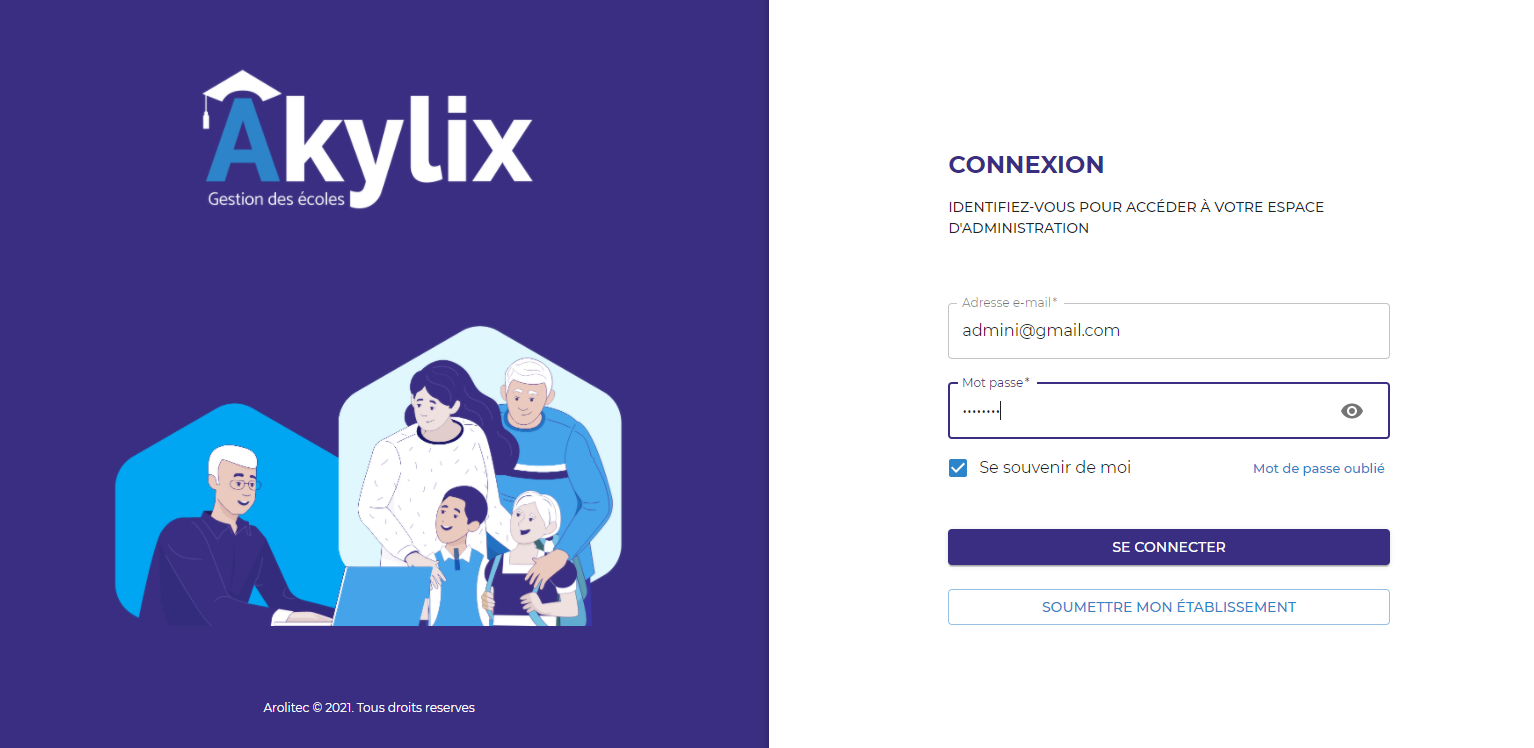 Akylix
Gestion des écoles
Arolitec © 2021. Tous droits reserves
CONNEXION
IDENTIFIEZ-VOUS POUR ACCÉDER À VOTRE ESPACE
D'ADMINISTRATION
Adresse e-mail *
admini@gmail.com
Mot passe *
••••••••
Se souvenir de moi
Mot de passe oublié
SE CONNECTER
SOUMETTRE MON ÉTABLISSEMENT